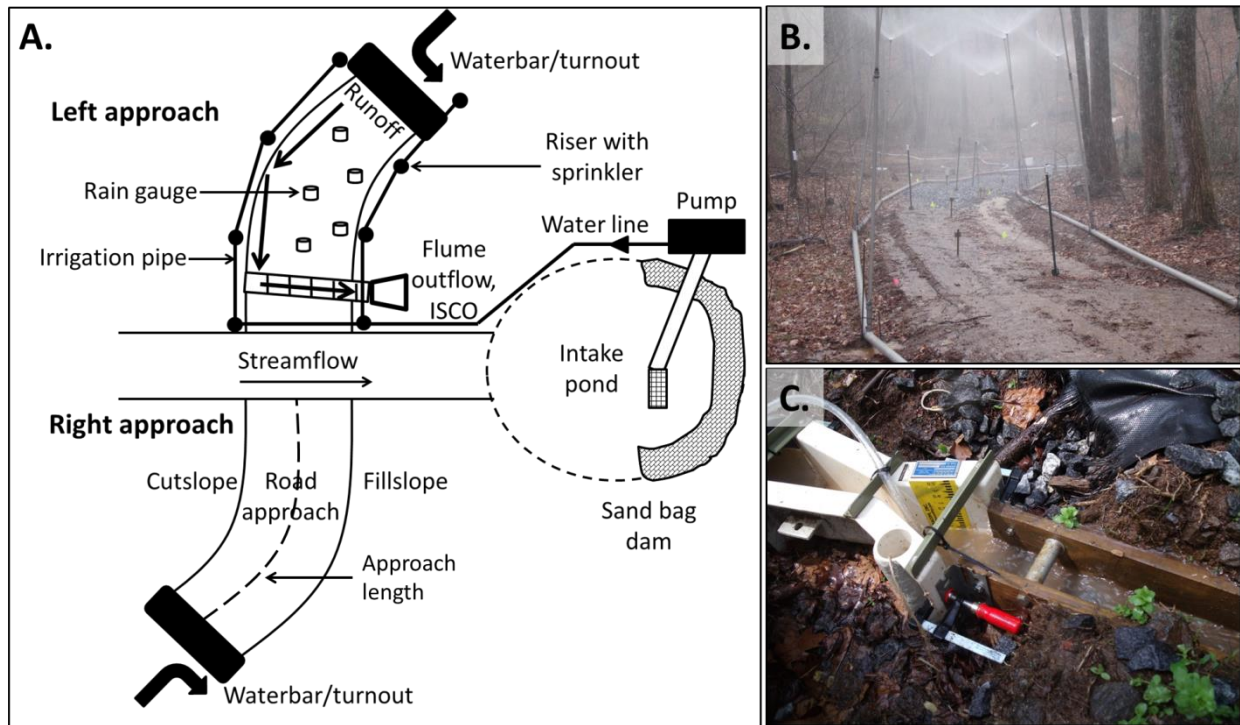 A.
Waterbar/turnout
Left approach
Runoff
Riser with
sprinkler
Rain gauge
Pump
Water line
Irrigation pipe
Flume
outflow,
ISCO
Streamflow
Intake
pond
Right approach
Cutslope
Road
approach
Fillslope
Sand bag
dam
Approach
length
Waterbar/turnout
B.
C.